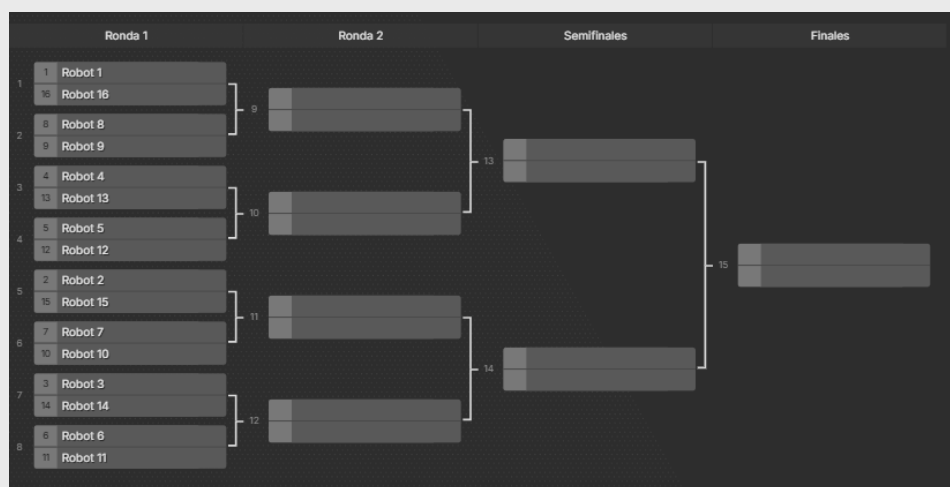 Ronda 1
Ronda 2
Semifinales
Finales
1
1 Robot 1
16 Robot 16
2
8 Robot 8
9 Robot 9
3
4 Robot 4
13 Robot 13
4
5 Robot 5
12 Robot 12
5
2 Robot 2
15 Robot 15
6
7 Robot 7
10 Robot 10
7
3 Robot 3
14 Robot 14
8
6 Robot 6
11 Robot 11
9
10
11
12
13
14
15